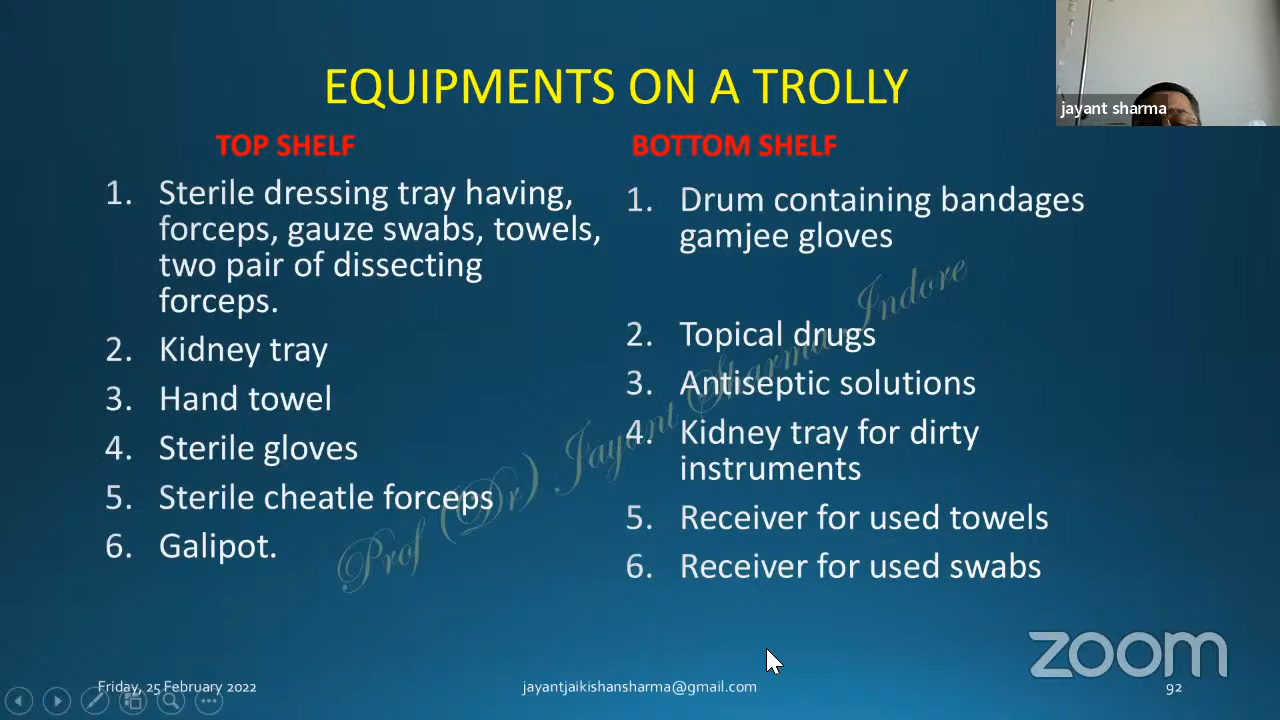 EQUIPMENTS ON A TROLLY
jayant sharma
TOP SHELF
1. Sterile dressing tray having,
forceps, gauze swabs, towels,
two pair of dissecting
forceps.
2. Kidney tray
3. Hand towel
4. Sterile gloves
5. Sterile cheatle forceps
6. Galipot.
BOTTOM SHELF
1. Drum containing bandages
gamjee gloves
2. Topical drugs
3. Antiseptic solutions
4. Kidney tray for dirty
instruments
5. Receiver for used towels
6. Receiver for used swabs
Prof (Dr) Jayant Sharma Indore
zoom
Friday, 25 February 2022
jayantjaikishansharma@gmail.com
92